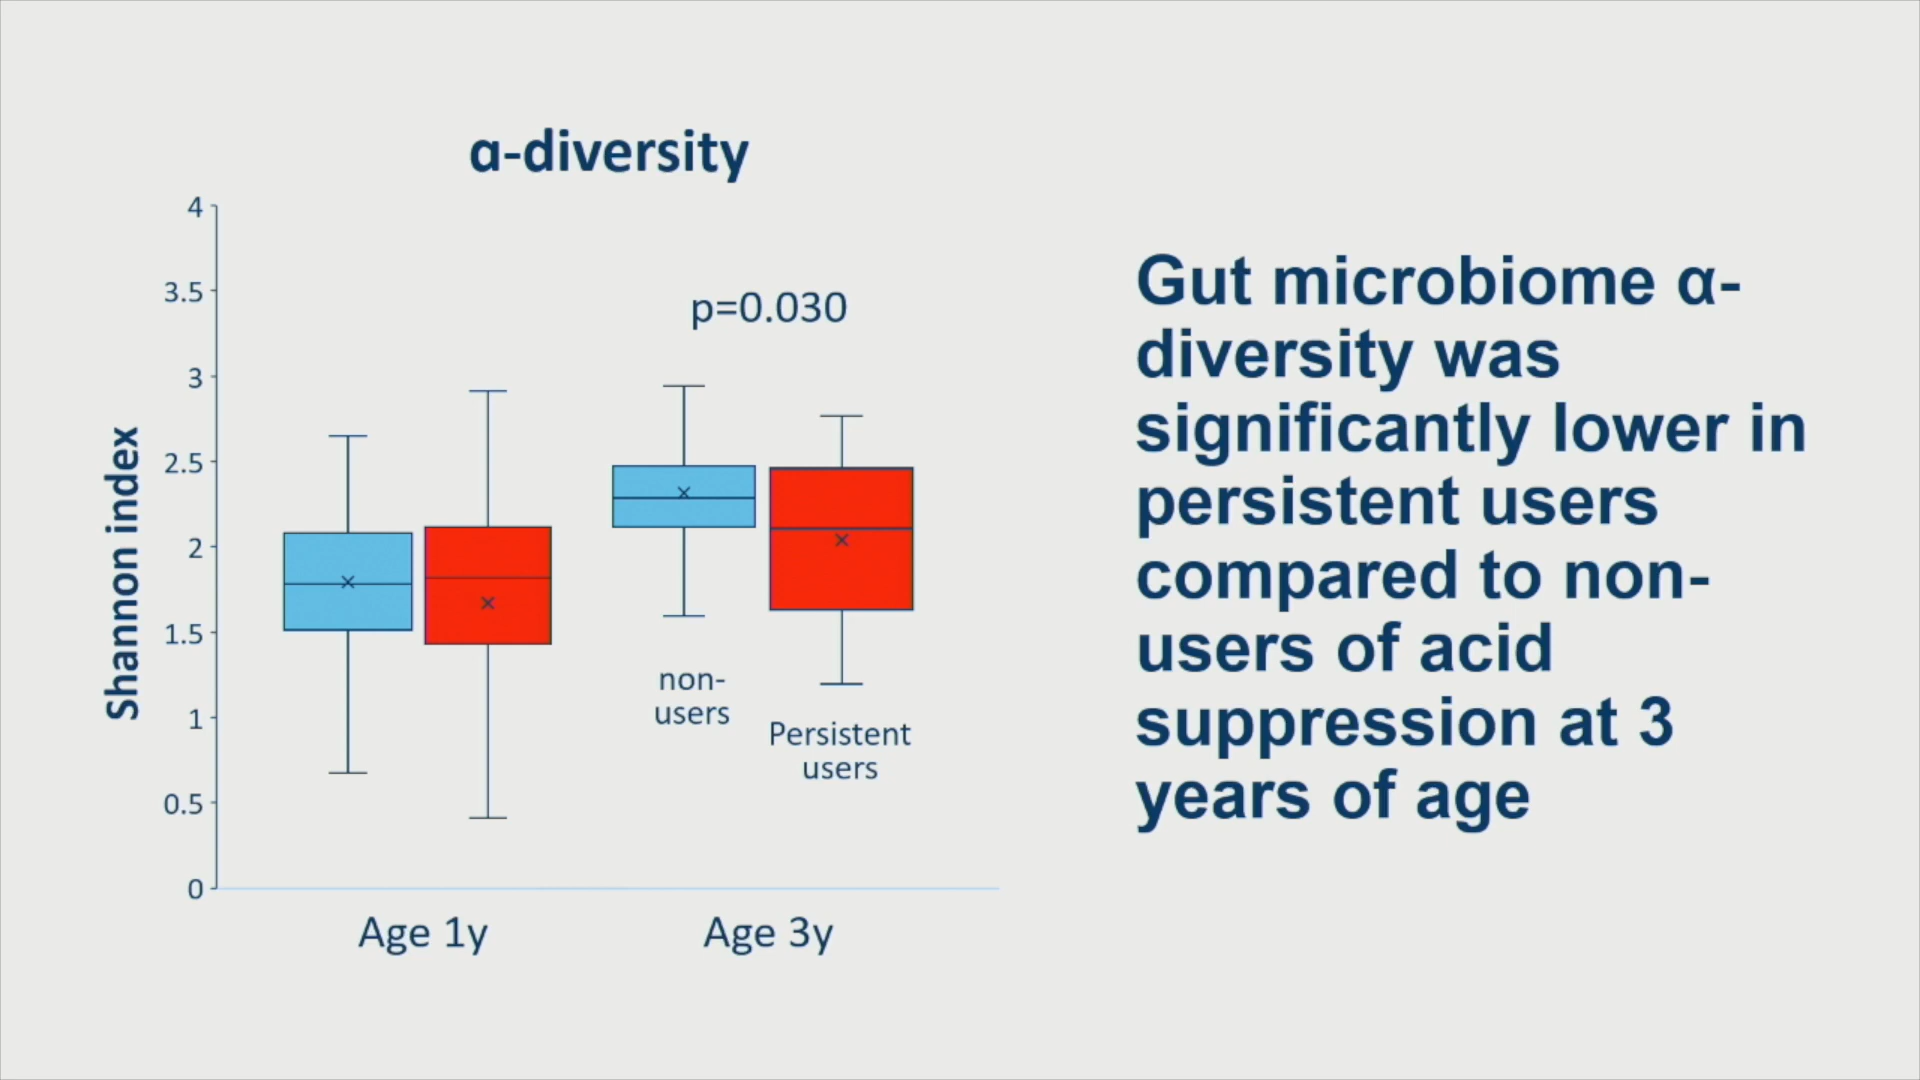 α-diversity
4
3.5
3
2.5
2
1.5
1
0.5
0
Shannon index
p=0.030
non-
users
Persistent
users
Age 1y
Age 3y
Gut microbiome α-
diversity was
significantly lower in
persistent users
compared to non-
users of acid
suppression at 3
years of age